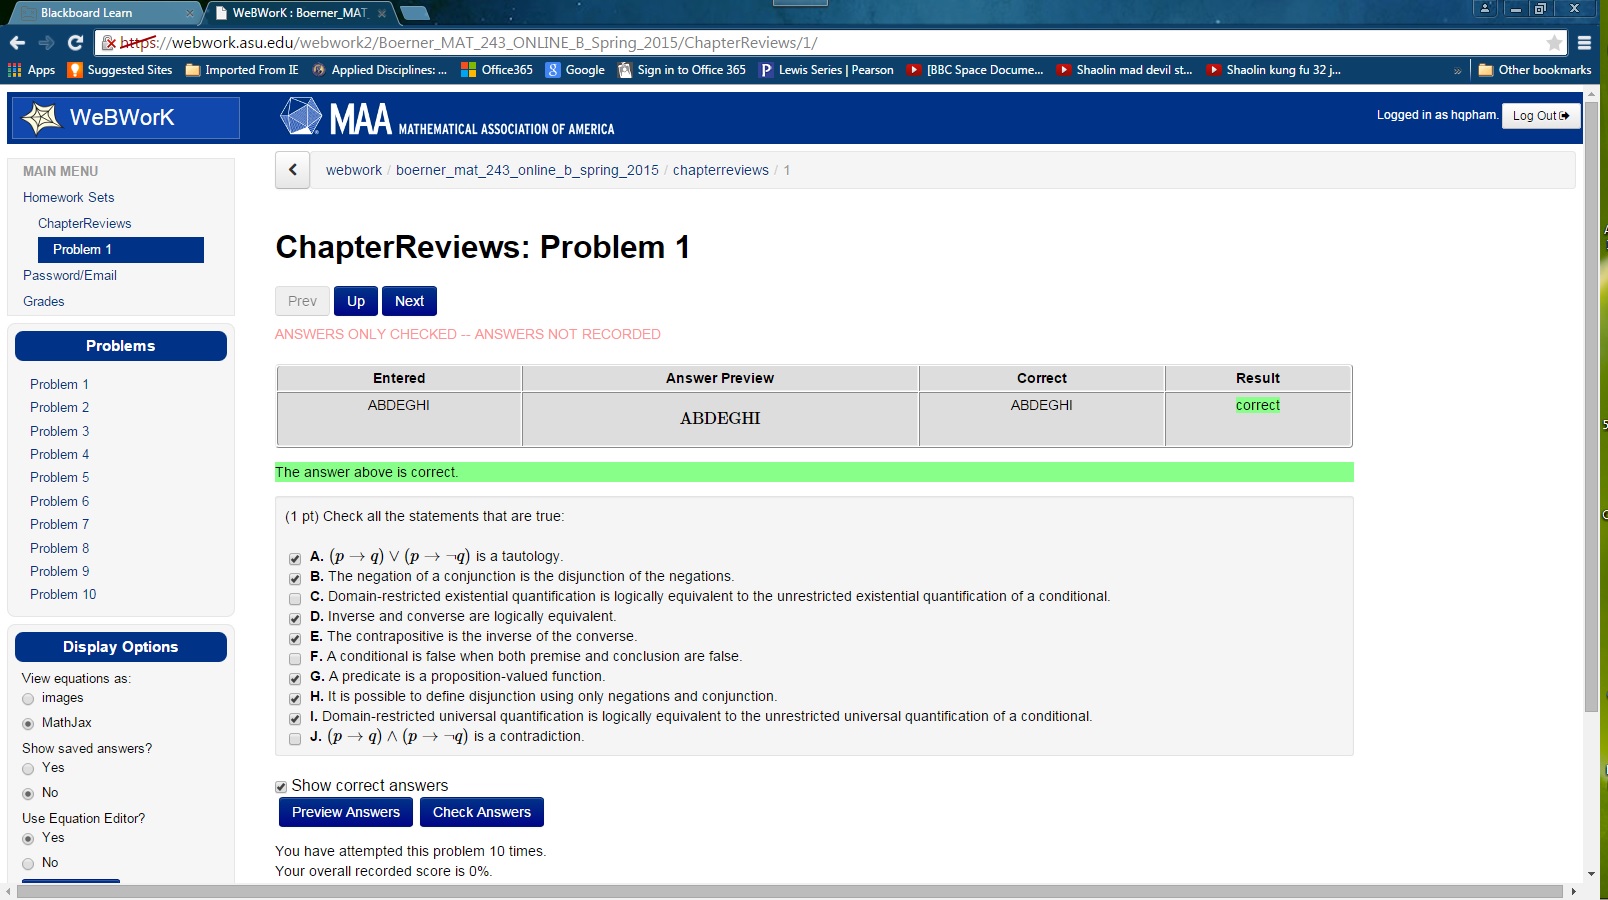 Blackboard Learn
WeBWorK : Boerner_MAT_
https://webwork.asu.edu/webwork2/Boerner_MAT_243_ONLINE_B_Spring_2015/ChapterReviews/1/
Apps Suggested Sites Imported From IE Applied Disciplines: ... Office365 Google Sign in to Office 365 Lewis Series | Pearson [BBC Space Docume... Shaolin mad devil st... Shaolin kung fu 32 j... » Other bookmarks
WeBWorK
MAA MATHEMATICAL ASSOCIATION OF AMERICA
Logged in as hqpham. Log Out
MAIN MENU
Homework Sets
ChapterReviews
Problem 1
Password/Email
Grades
Problems
Problem 1
Problem 2
Problem 3
Problem 4
Problem 5
Problem 6
Problem 7
Problem 8
Problem 9
Problem 10
Display Options
View equations as:
images
MathJax
Show saved answers?
Yes
No
Use Equation Editor?
Yes
No
webwork / boerner_mat_243_online_b_spring_2015 / chapterreviews / 1
ChapterReviews: Problem 1
Prev Up Next
ANSWERS ONLY CHECKED -- ANSWERS NOT RECORDED
Entered Answer Preview Correct Result
ABDEGHI ABDEGHI ABDEGHI correct
The answer above is correct.
(1 pt) Check all the statements that are true:
A. (p → q) ∨ (p → ¬q) is a tautology.
B. The negation of a conjunction is the disjunction of the negations.
C. Domain-restricted existential quantification is logically equivalent to the unrestricted existential quantification of a conditional.
D. Inverse and converse are logically equivalent.
E. The contrapositive is the inverse of the converse.
F. A conditional is false when both premise and conclusion are false.
G. A predicate is a proposition-valued function.
H. It is possible to define disjunction using only negations and conjunction.
I. Domain-restricted universal quantification is logically equivalent to the unrestricted universal quantification of a conditional.
J. (p → q) ∧ (p → ¬q) is a contradiction.
Show correct answers
Preview Answers Check Answers
You have attempted this problem 10 times.
Your overall recorded score is 0%.